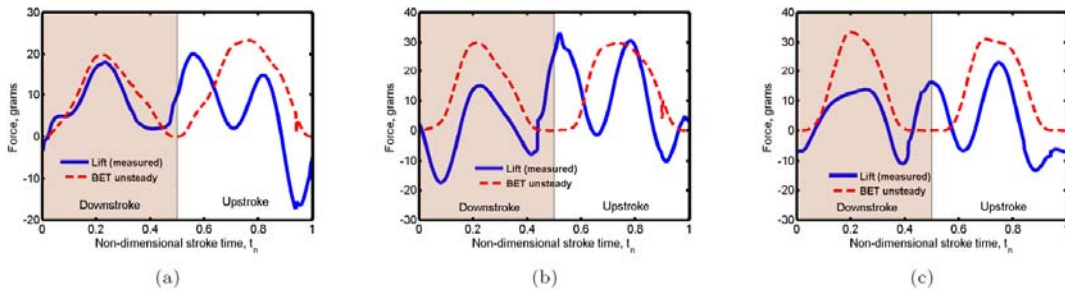 30
20
10
0
-10
-20
Force, grams
Lift (measured)
BET unsteady
Downstroke
Upstroke
0 0.2 0.4 0.6 0.8 1
Non-dimensional stroke time, tn
(a)
40
30
20
10
0
-10
-20
-30
Force, grams
Lift (measured)
BET unsteady
Downstroke
Upstroke
0 0.2 0.4 0.6 0.8 1
Non-dimensional stroke time, tn
(b)
40
30
20
10
0
-10
-20
-30
Force, grams
Lift (measured)
BET unsteady
Downstroke
Upstroke
0 0.2 0.4 0.6 0.8 1
Non-dimensional stroke time, tn
(c)